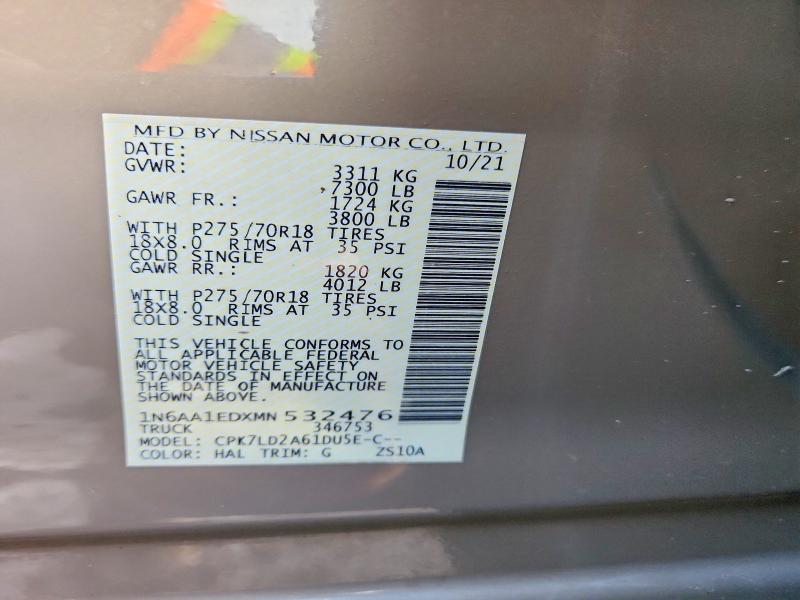 MFD BY NISSAN MOTOR CO., LTD.
DATE: 10/21
GVWR: 3311 KG
7300 LB
GAWR FR.: 1724 KG
3800 LB
WITH P275/70R18 TIRES
18X8.0 RIMS AT 35 PSI
COLD SINGLE
GAWR RR.: 1820 KG
4012 LB
WITH P275/70R18 TIRES
18X8.0 RIMS AT 35 PSI
COLD SINGLE
THIS VEHICLE CONFORMS TO
ALL APPLICABLE FEDERAL
MOTOR VEHICLE SAFETY
STANDARDS IN EFFECT ON
THE DATE OF MANUFACTURE
SHOWN ABOVE.
1N6AA1EDXMN532476
TRUCK 346753
MODEL: CPK7LD2A61DU5E-C--
COLOR: HAL TRIM: G ZS10A